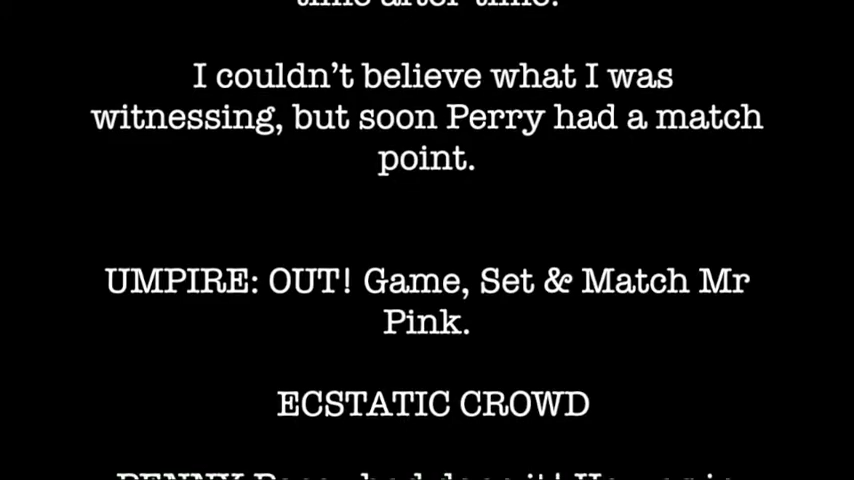 time after time.
I couldn’t believe what I was
witnessing, but soon Perry had a match
point.
UMPIRE: OUT! Game, Set & Match Mr
Pink.
ECSTATIC CROWD
PENNY